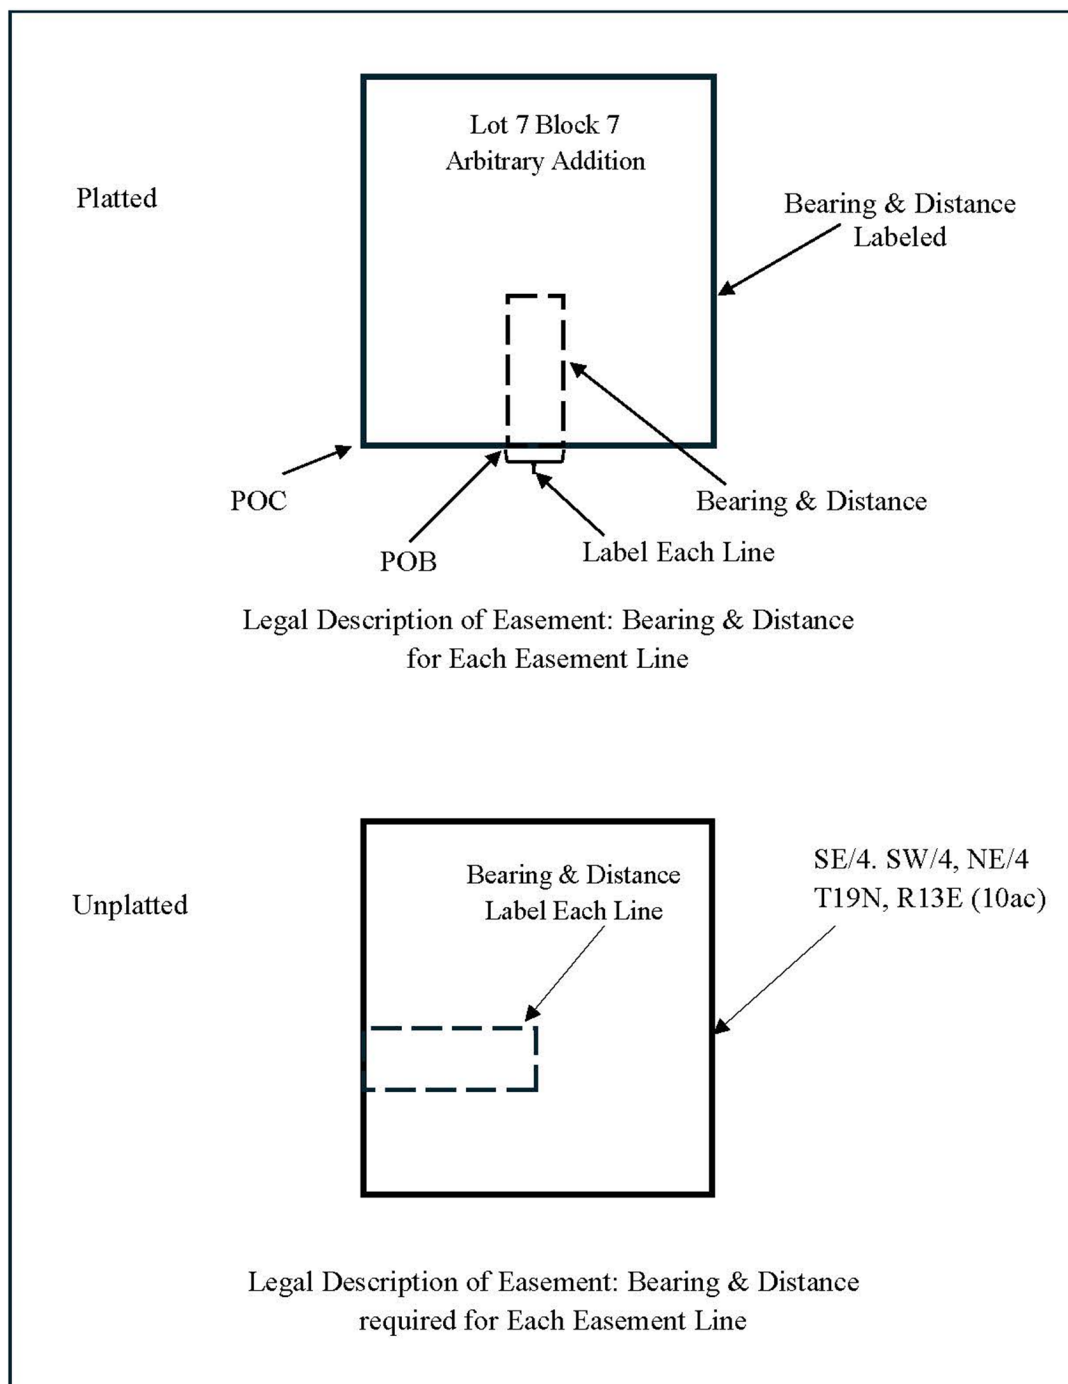 Lot 7 Block 7
Arbitrary Addition
Platted
Bearing & Distance
Labeled
POC
Bearing & Distance
POB
Label Each Line
Legal Description of Easement: Bearing & Distance
for Each Easement Line
Unplatted
Bearing & Distance
Label Each Line
SE/4. SW/4, NE/4
T19N, R13E (10ac)
Legal Description of Easement: Bearing & Distance
required for Each Easement Line